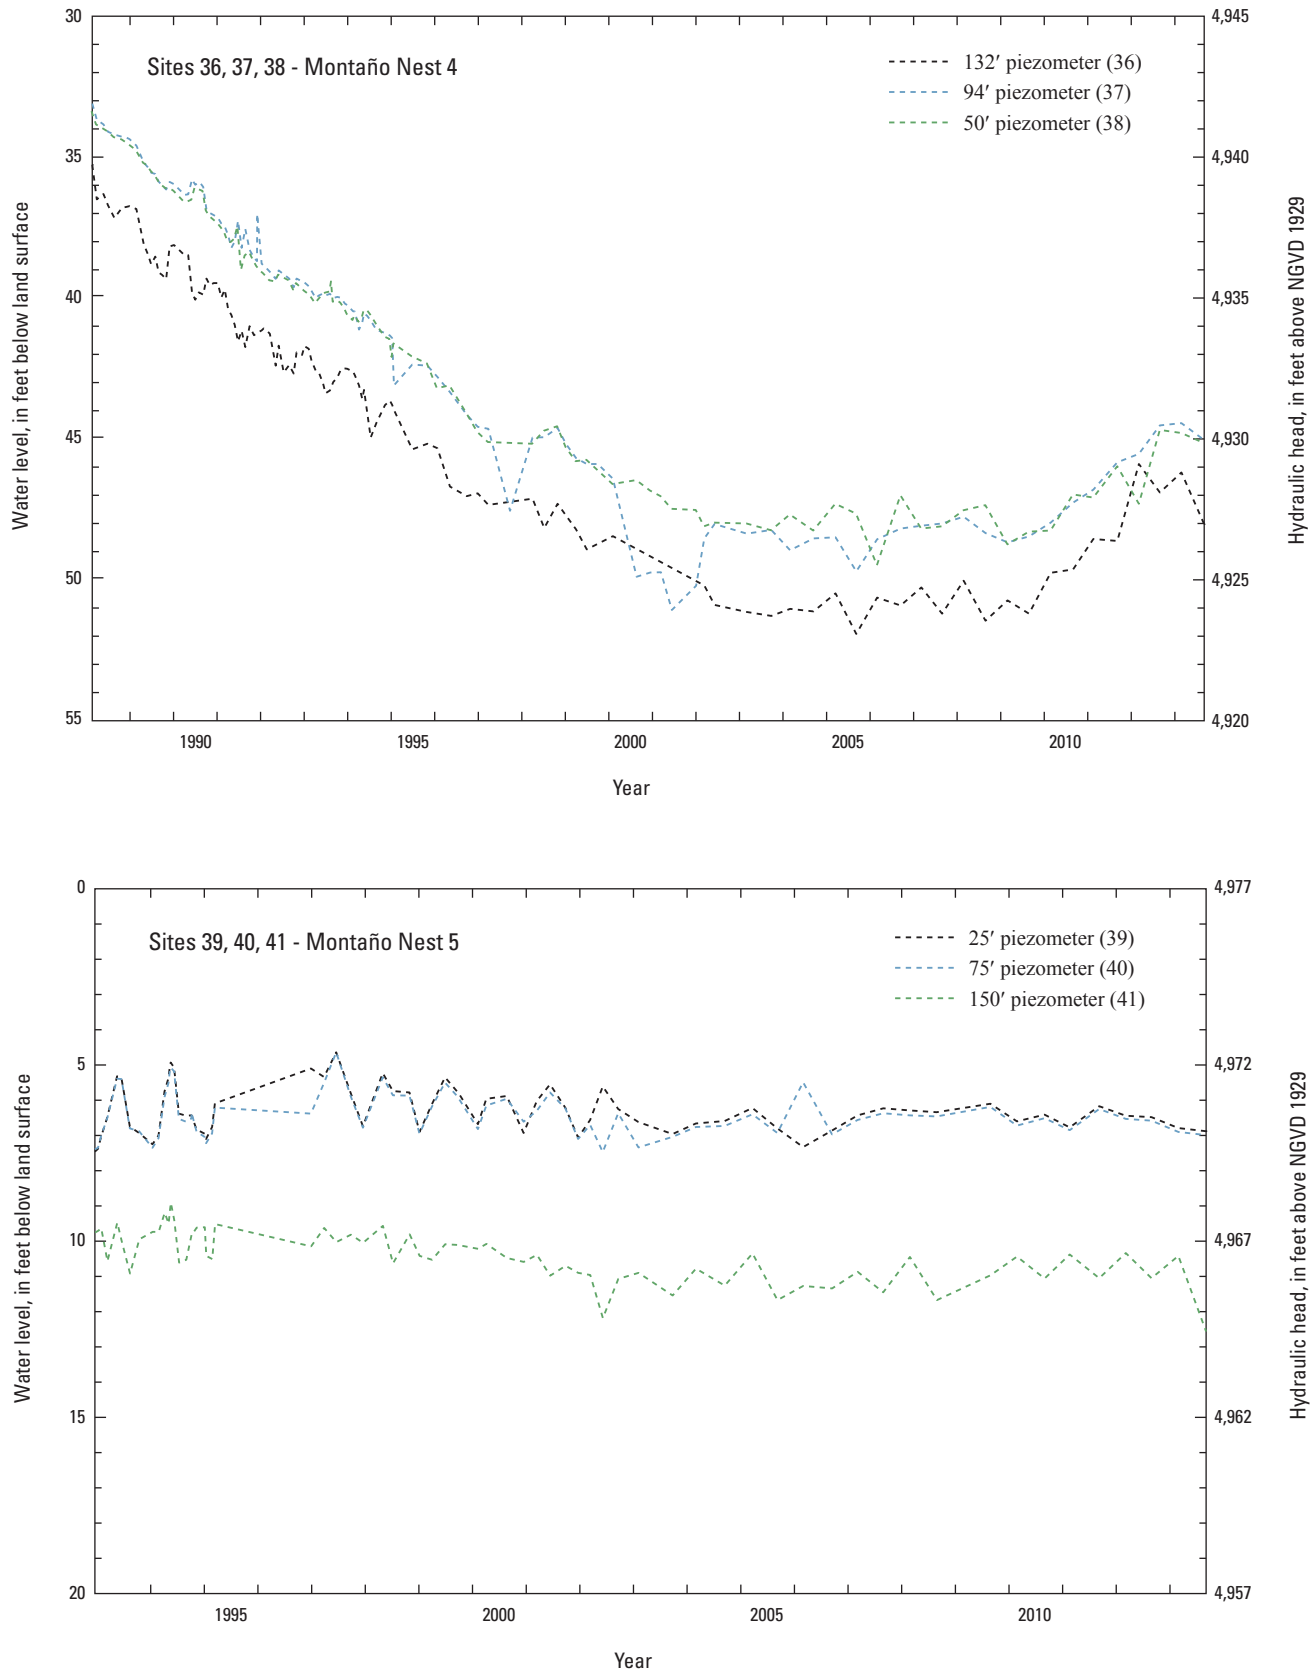 30
35
40
45
50
55
Water level, in feet below land surface
Sites 36, 37, 38 - Montaño Nest 4
132′ piezometer (36)
94′ piezometer (37)
50′ piezometer (38)
4,945
4,940
4,935
4,930
4,925
4,920
Hydraulic head, in feet above NGVD 1929
1990 1995 2000 2005 2010
Year
0
5
10
15
20
Water level, in feet below land surface
Sites 39, 40, 41 - Montaño Nest 5
25′ piezometer (39)
75′ piezometer (40)
150′ piezometer (41)
4,977
4,972
4,967
4,962
4,957
Hydraulic head, in feet above NGVD 1929
1995 2000 2005 2010
Year